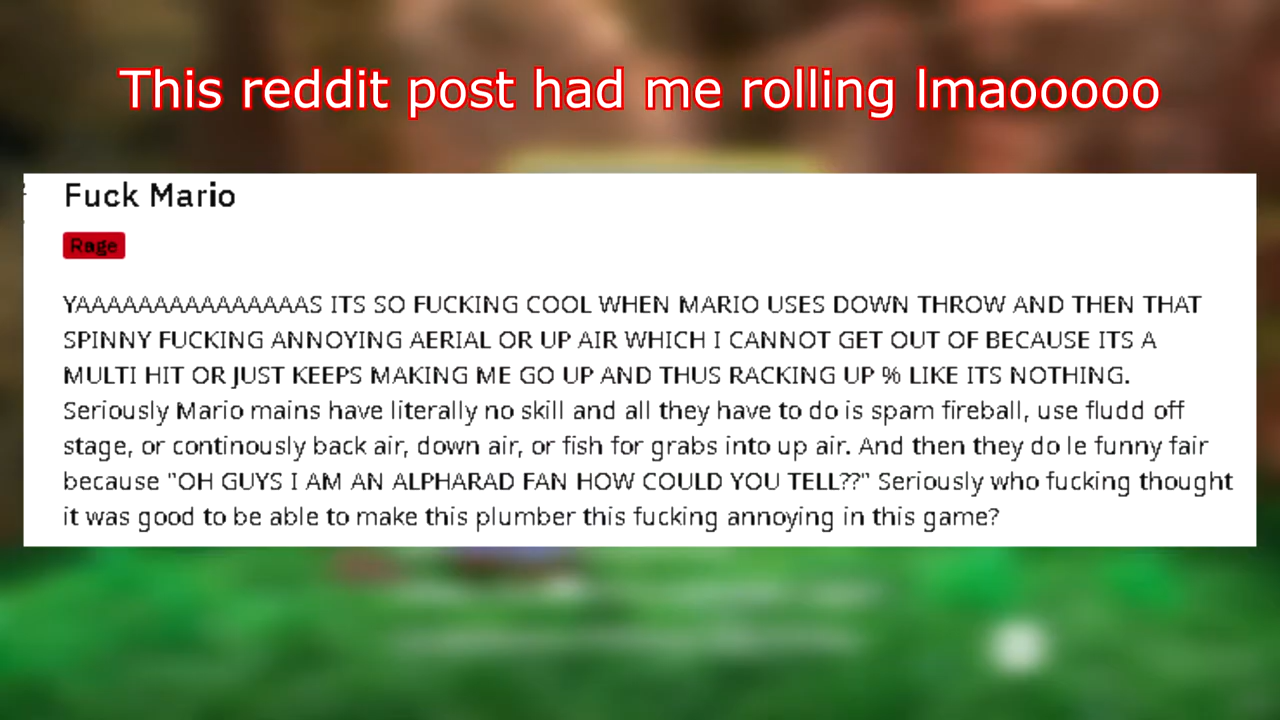 This reddit post had me rolling lmaooooo
Fuck Mario
Rage
YAAAAAAAAAAAAAAAS ITS SO FUCKING COOL WHEN MARIO USES DOWN THROW AND THEN THAT
SPINNY FUCKING ANNOYING AERIAL OR UP AIR WHICH I CANNOT GET OUT OF BECAUSE ITS A
MULTI HIT OR JUST KEEPS MAKING ME GO UP AND THUS RACKING UP % LIKE ITS NOTHING.
Seriously Mario mains have literally no skill and all they have to do is spam fireball, use fludd off
stage, or continously back air, down air, or fish for grabs into up air. And then they do le funny fair
because "OH GUYS I AM AN ALPHARAD FAN HOW COULD YOU TELL??" Seriously who fucking thought
it was good to be able to make this plumber this fucking annoying in this game?